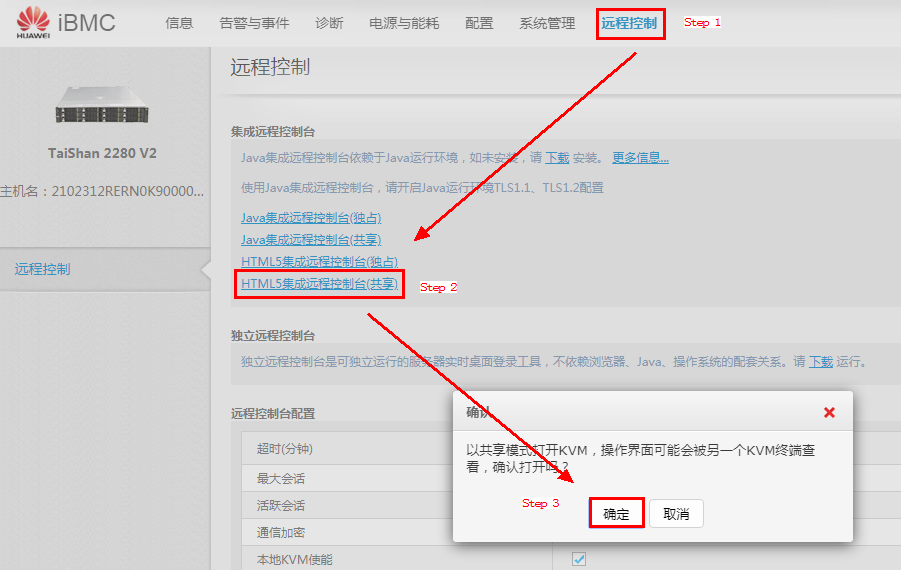 HUAWEI
iBMC
信息 告警与事件 诊断 电源与能耗 配置 系统管理 远程控制 Step 1
远程控制
TaiShan 2280 V2
主机名：2102312RERN0K90000...
远程控制
集成远程控制台
Java集成远程控制台依赖于Java运行环境，如未安装，请 下载 安装。 更多信息...
使用Java集成远程控制台，请开启Java运行环境TLS1.1、TLS1.2配置
Java集成远程控制台(独占)
Java集成远程控制台(共享)
HTML5集成远程控制台(独占)
HTML5集成远程控制台(共享) Step 2
独立远程控制台
独立远程控制台是可独立运行的服务器实时桌面登录工具，不依赖浏览器、Java、操作系统的配套关系。请 下载 运行。
远程控制台配置
超时(分钟)
最大会话
活跃会话
通信加密
本地KVM使能
确认
以共享模式打开KVM，操作界面可能会被另一个KVM终端查
看，确认打开吗？
Step 3
确定 取消